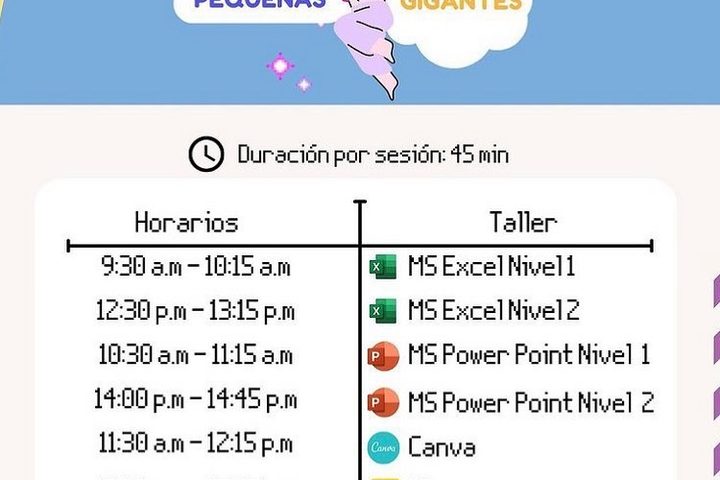 PEQUEÑAS GIGANTES
Duración por sesión: 45 min
Horarios Taller
9:30 a.m - 10:15 a.m MS Excel Nivel 1
12:30 p.m - 13:15 p.m MS Excel Nivel 2
10:30 a.m - 11:15 a.m MS Power Point Nivel 1
14:00 p.m - 14:45 p.m MS Power Point Nivel 2
11:30 a.m - 12:15 p.m Canva Canva